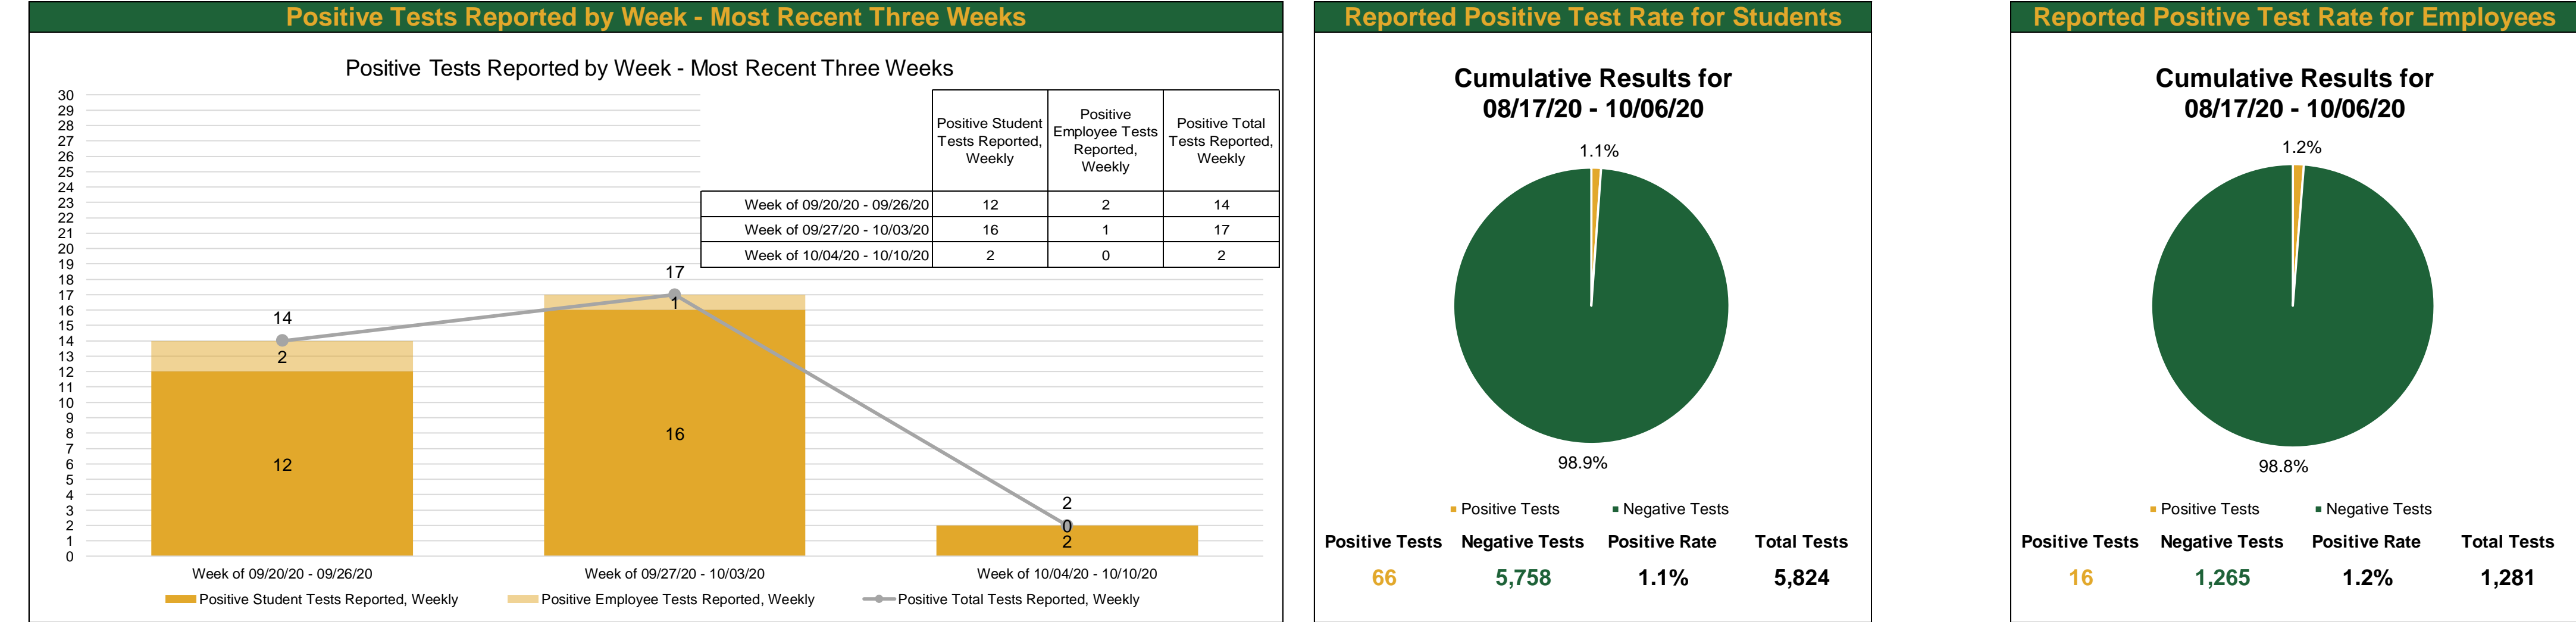 Positive Tests Reported by Week - Most Recent Three Weeks
Positive Tests Reported by Week - Most Recent Three Weeks
30
29
28
27
26
25
24
23
22
21
20
19
18
17
16
15
14
13
12
11
10
9
8
7
6
5
4
3
2
1
0
Positive Student Tests Reported, Weekly
Positive Employee Tests Reported, Weekly
Positive Total Tests Reported, Weekly
Week of 09/20/20 - 09/26/20 12 2 14
Week of 09/27/20 - 10/03/20 16 1 17
Week of 10/04/20 - 10/10/20 2 0 2
14
2
12
17
1
16
2
0
2
Week of 09/20/20 - 09/26/20
Week of 09/27/20 - 10/03/20
Week of 10/04/20 - 10/10/20
Positive Student Tests Reported, Weekly
Positive Employee Tests Reported, Weekly
Positive Total Tests Reported, Weekly
Reported Positive Test Rate for Students
Cumulative Results for
08/17/20 - 10/06/20
1.1%
98.9%
Positive Tests Negative Tests
Positive Tests Negative Tests Positive Rate Total Tests
66 5,758 1.1% 5,824
Reported Positive Test Rate for Employees
Cumulative Results for
08/17/20 - 10/06/20
1.2%
98.8%
Positive Tests Negative Tests
Positive Tests Negative Tests Positive Rate Total Tests
16 1,265 1.2% 1,281